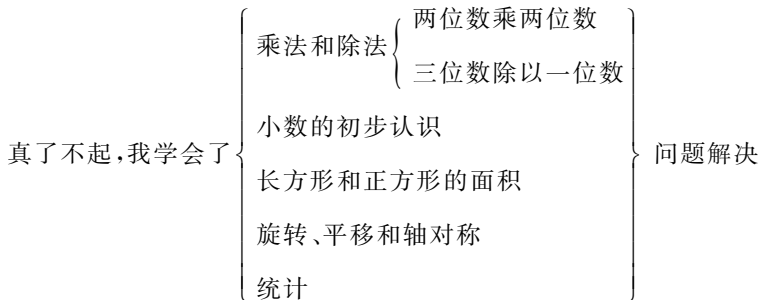 两位数乘两位数
乘法和除法
三位数除以一位数
小数的初步认识
真了不起,我学会了
长方形和正方形的面积
问题解决
旋转、平移和轴对称
统计